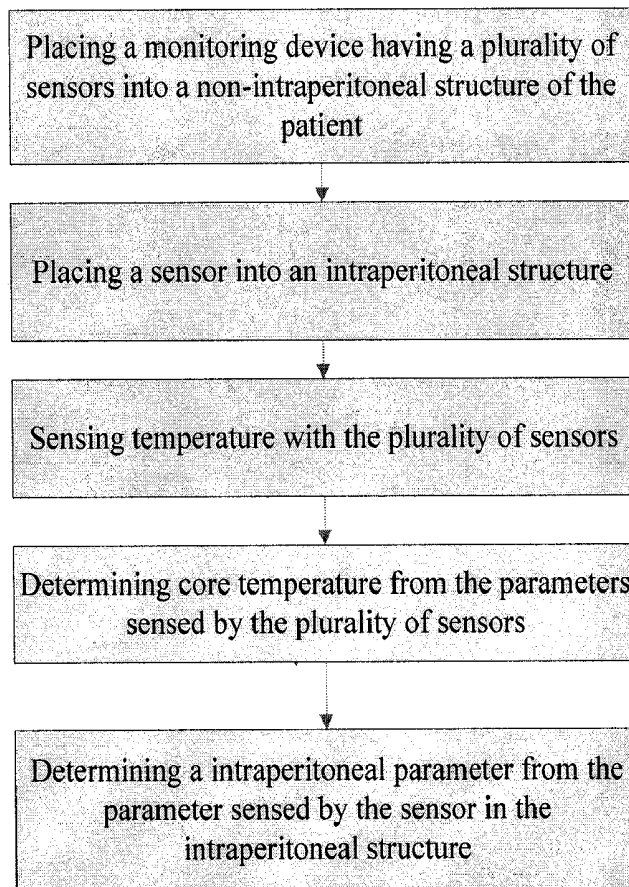 Placing a monitoring device having a plurality of
sensors into a non-intraperitoneal structure of the
patient
Placing a sensor into an intraperitoneal structure
Sensing temperature with the plurality of sensors
Determining core temperature from the parameters
sensed by the plurality of sensors
Determining a intraperitoneal parameter from the
parameter sensed by the sensor in the
intraperitoneal structure